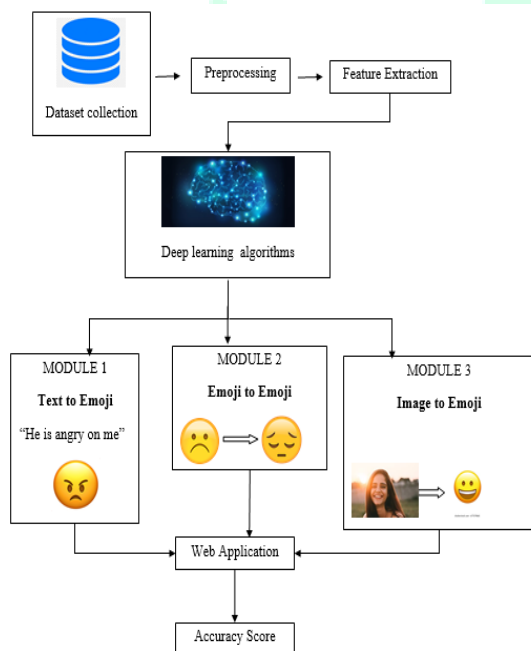 Dataset collection
Preprocessing
Feature Extraction
Deep learning algorithms
MODULE 1
Text to Emoji
“He is angry on me”
MODULE 2
Emoji to Emoji
MODULE 3
Image to Emoji
Web Application
Accuracy Score